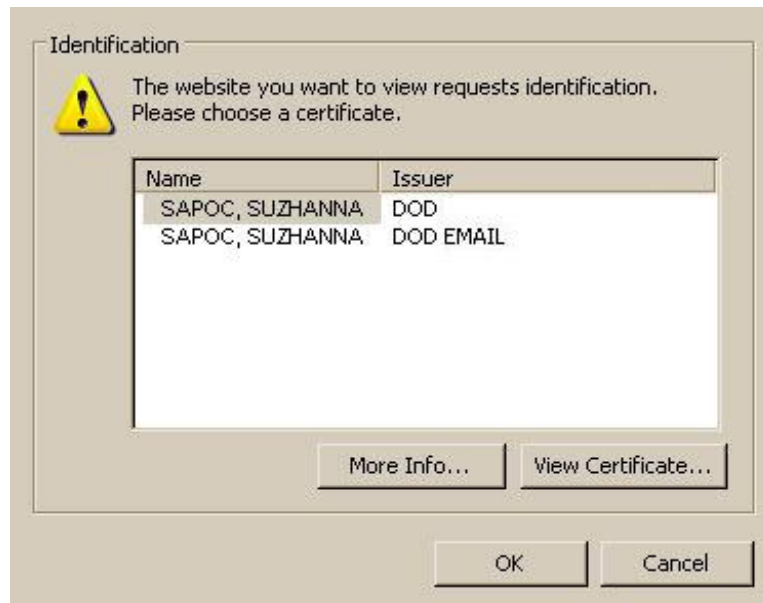 Identification
The website you want to view requests identification.
Please choose a certificate.
Name Issuer
SAPOC, SUZHANNA DOD
SAPOC, SUZHANNA DOD EMAIL
More Info... View Certificate...
OK Cancel